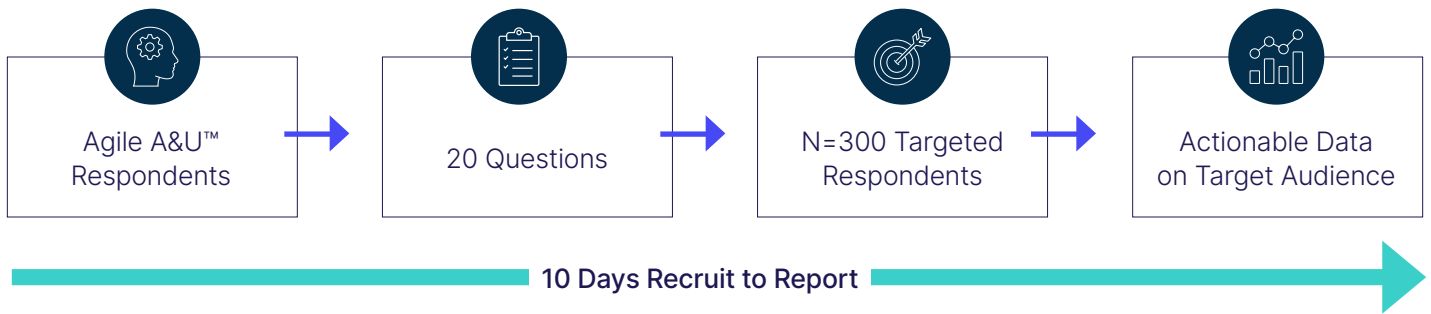 Agile A&U™
Respondents
20 Questions
N=300 Targeted
Respondents
Actionable Data
on Target Audience
10 Days Recruit to Report